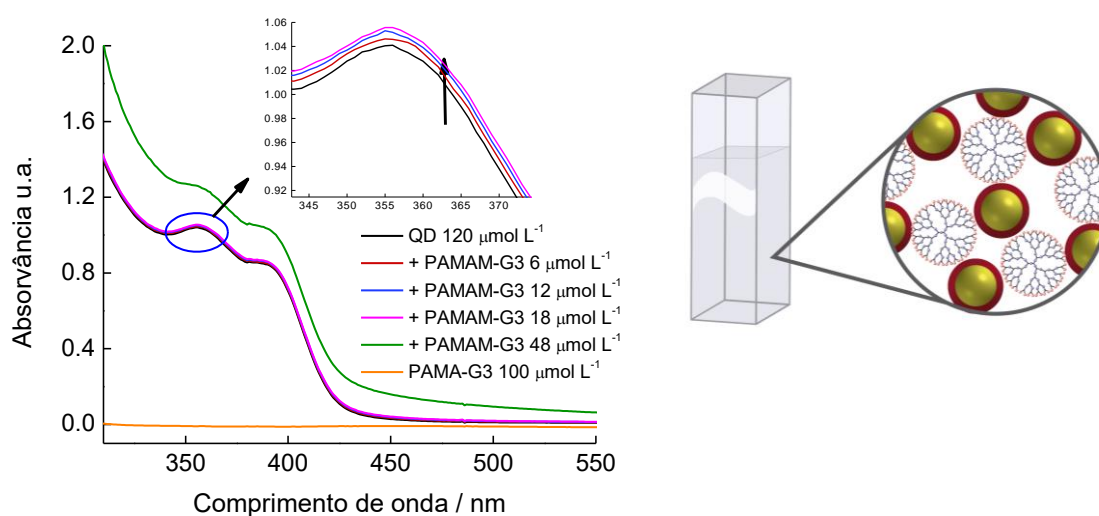 1.06
1.04
1.02
1.00
0.98
0.96
0.94
0.92
345 350 355 360 365 370
2.0
1.6
1.2
0.8
0.4
0.0
Absorvância u.a.
QD 120 μmol L⁻¹
+ PAMAM-G3 6 μmol L⁻¹
+ PAMAM-G3 12 μmol L⁻¹
+ PAMAM-G3 18 μmol L⁻¹
+ PAMAM-G3 48 μmol L⁻¹
PAMA-G3 100 μmol L⁻¹
350 400 450 500 550
Comprimento de onda / nm